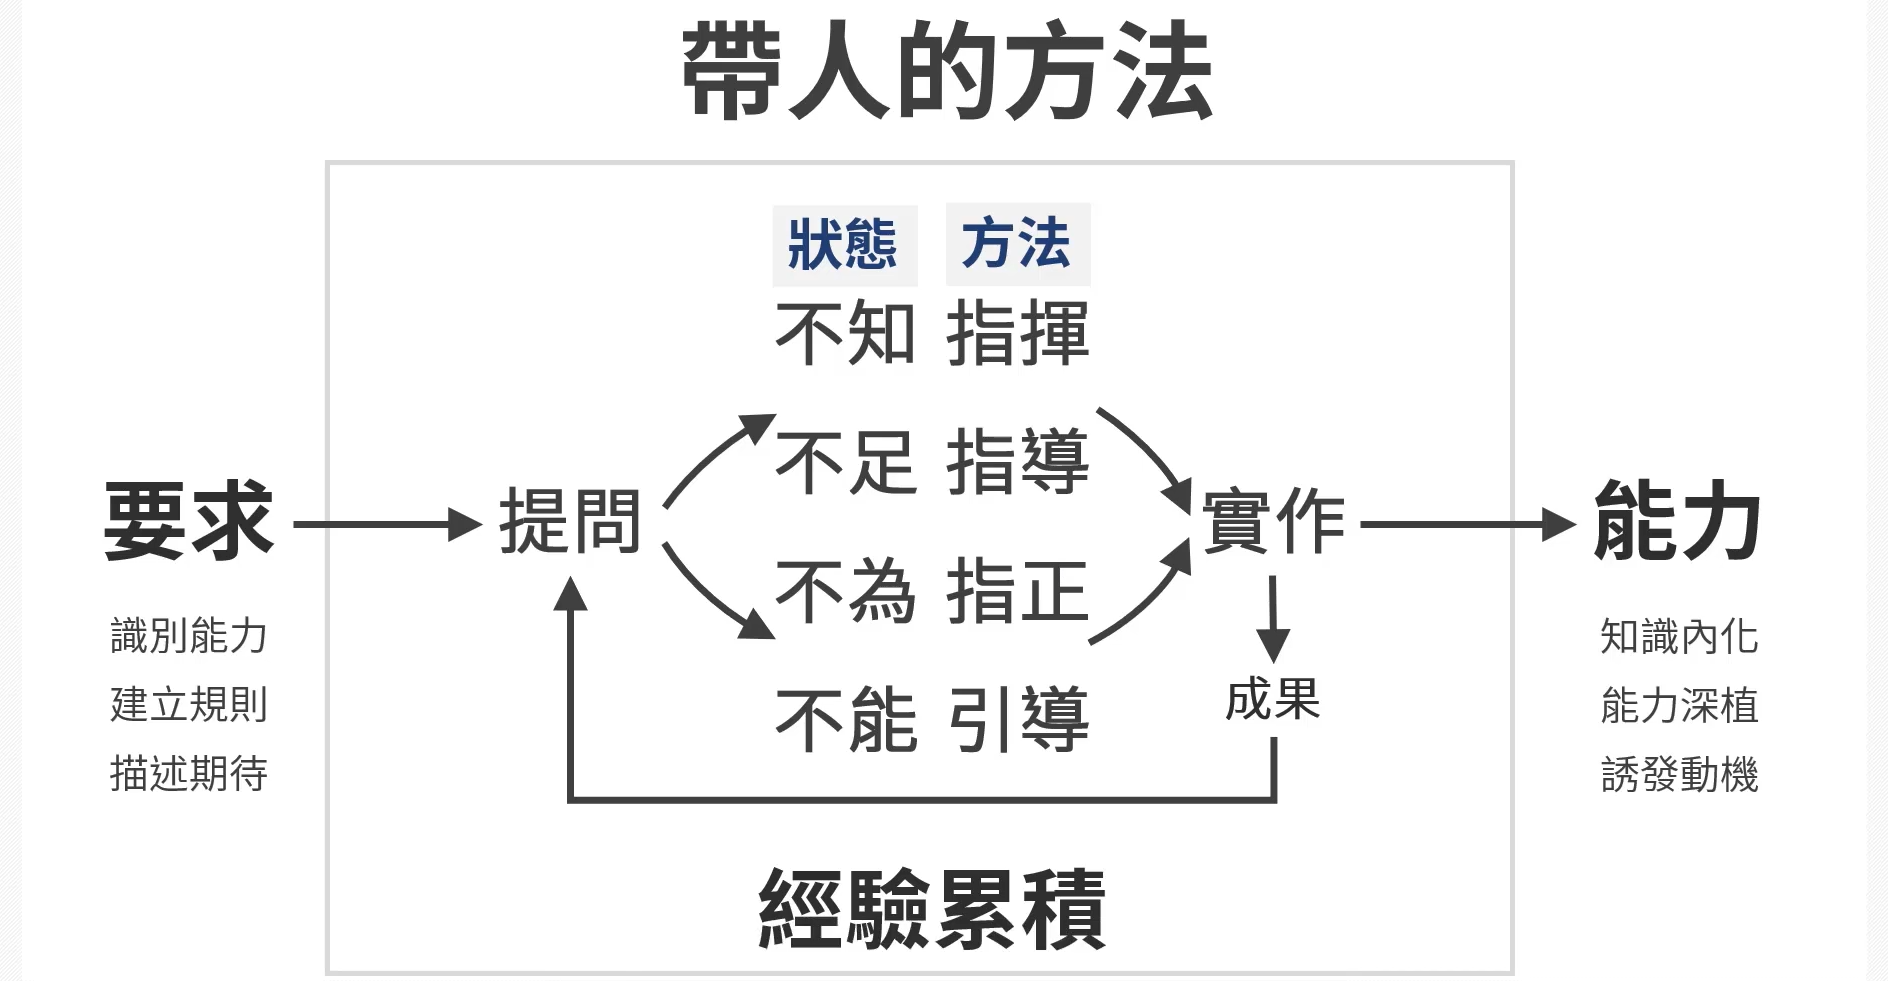 帶人的方法
狀態 方法
不知 指揮
不足 指導
不為 指正
不能 引導
要求
識別能力
建立規則
描述期待
提問
實作
成果
經驗累積
能力
知識內化
能力深植
誘發動機